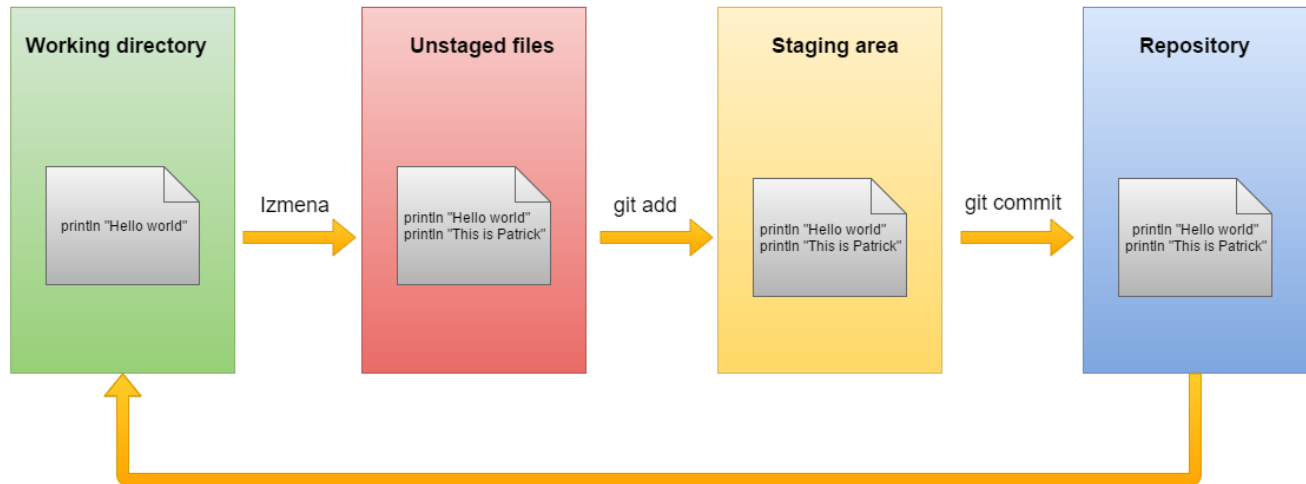 Working directory
Unstaged files
Staging area
Repository
println "Hello world"
Izmena
println "Hello world"
println "This is Patrick"
git add
println "Hello world"
println "This is Patrick"
git commit
println "Hello world"
println "This is Patrick"